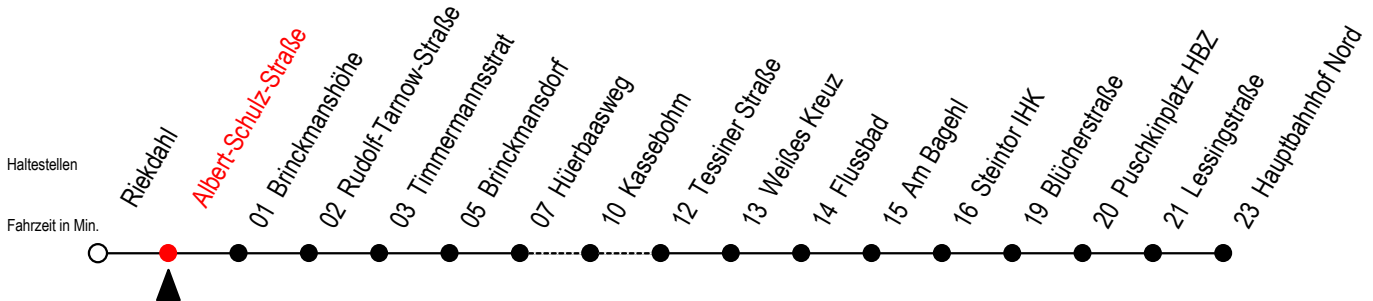 Haltestellen
Fahrzeit in Min.
Riekdahl
Albert-Schulz-Straße
01 Brinckmanshöhe
02 Rudolf-Tarnow-Straße
03 Timmermannsstrat
05 Brinckmansdorf
07 Hüerbaasweg
10 Kassebohm
12 Tessiner Straße
13 Weißes Kreuz
14 Flussbad
15 Am Bagehl
16 Steintor IHK
19 Blücherstraße
20 Puschkinplatz HBZ
21 Lessingstraße
23 Hauptbahnhof Nord